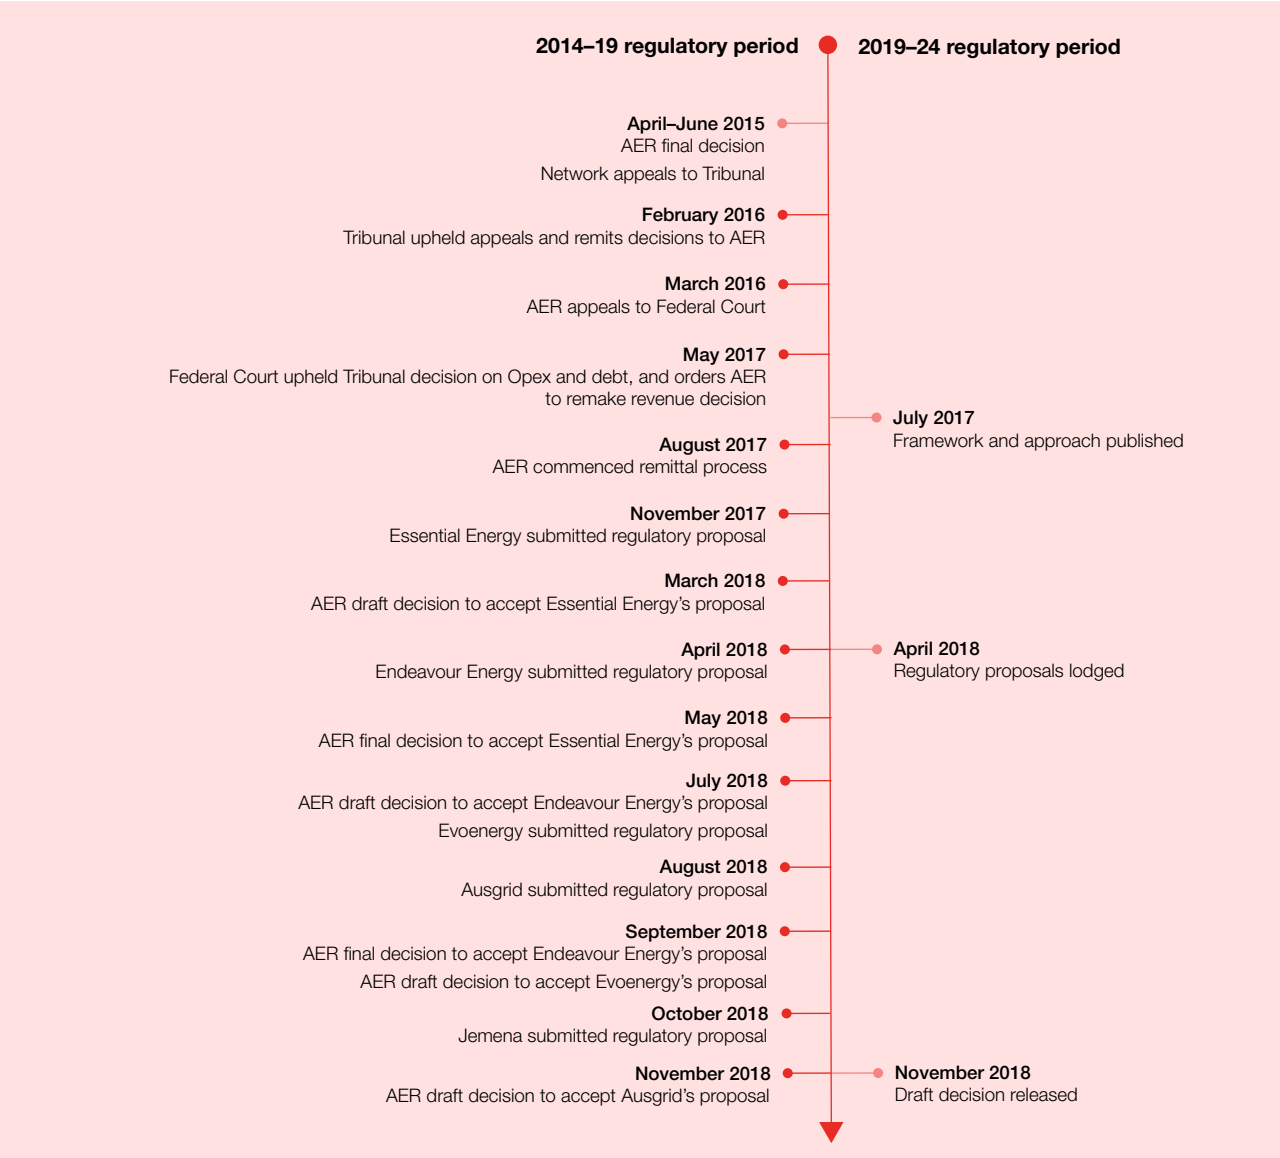 2014–19 regulatory period
2019–24 regulatory period
April–June 2015
AER final decision
Network appeals to Tribunal
February 2016
Tribunal upheld appeals and remits decisions to AER
March 2016
AER appeals to Federal Court
May 2017
Federal Court upheld Tribunal decision on Opex and debt, and orders AER
to remake revenue decision
July 2017
Framework and approach published
August 2017
AER commenced remittal process
November 2017
Essential Energy submitted regulatory proposal
March 2018
AER draft decision to accept Essential Energy’s proposal
April 2018
Endeavour Energy submitted regulatory proposal
April 2018
Regulatory proposals lodged
May 2018
AER final decision to accept Essential Energy’s proposal
July 2018
AER draft decision to accept Endeavour Energy’s proposal
Evoenergy submitted regulatory proposal
August 2018
Ausgrid submitted regulatory proposal
September 2018
AER final decision to accept Endeavour Energy’s proposal
AER draft decision to accept Evoenergy’s proposal
October 2018
Jemena submitted regulatory proposal
November 2018
AER draft decision to accept Ausgrid’s proposal
November 2018
Draft decision released